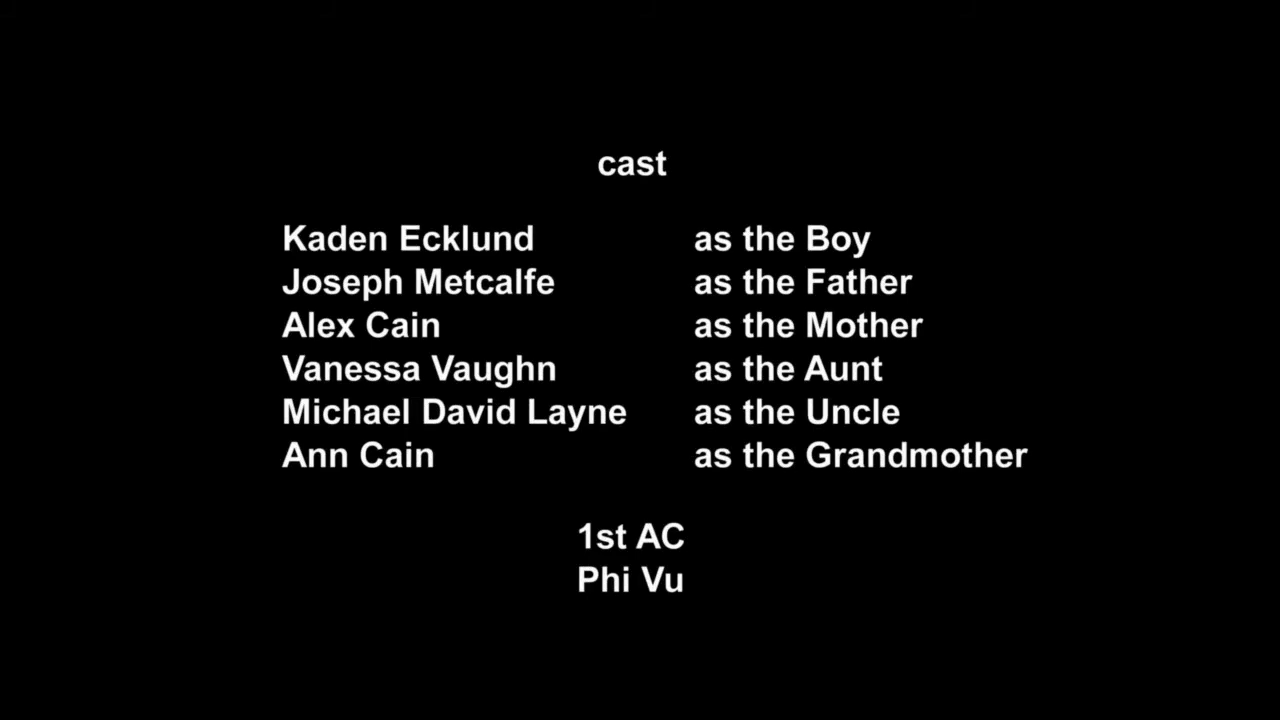 cast
Kaden Ecklund as the Boy
Joseph Metcalfe as the Father
Alex Cain as the Mother
Vanessa Vaughn as the Aunt
Michael David Layne as the Uncle
Ann Cain as the Grandmother
1st AC
Phi Vu